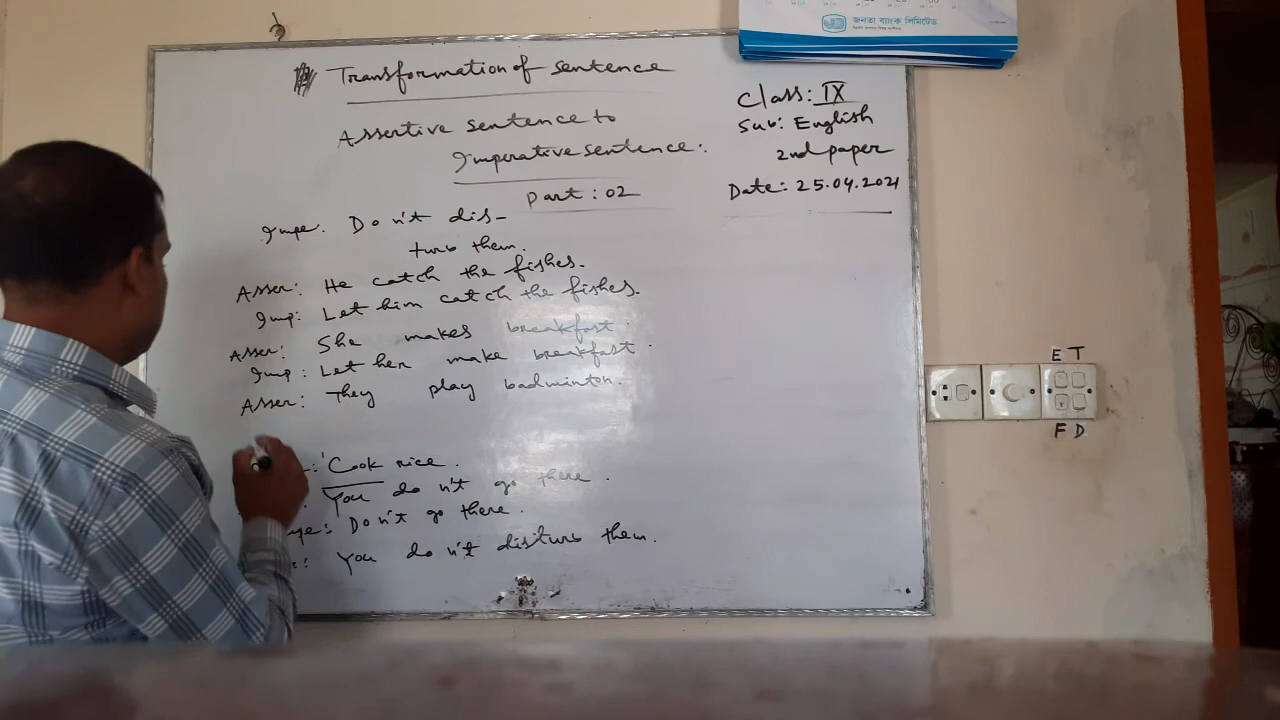 জনতা ব্যাংক লিমিটেড
Transformation of sentence
Assertive sentence to
Imperative sentence:.
Part: 02
Class: IX
Sub: English
2nd paper
Date: 25.04.2021
Impe. Don't dis-
turb them.
Asser: He catch the fishes.
Imp: Let him catch the fishes.
Asser: She makes breakfast.
Imp: Let her make breakfast.
Asser: They play badminton.
: Cook rice.
You do n't go there.
Don't go there.
You do n't disturb them.
E T
F D